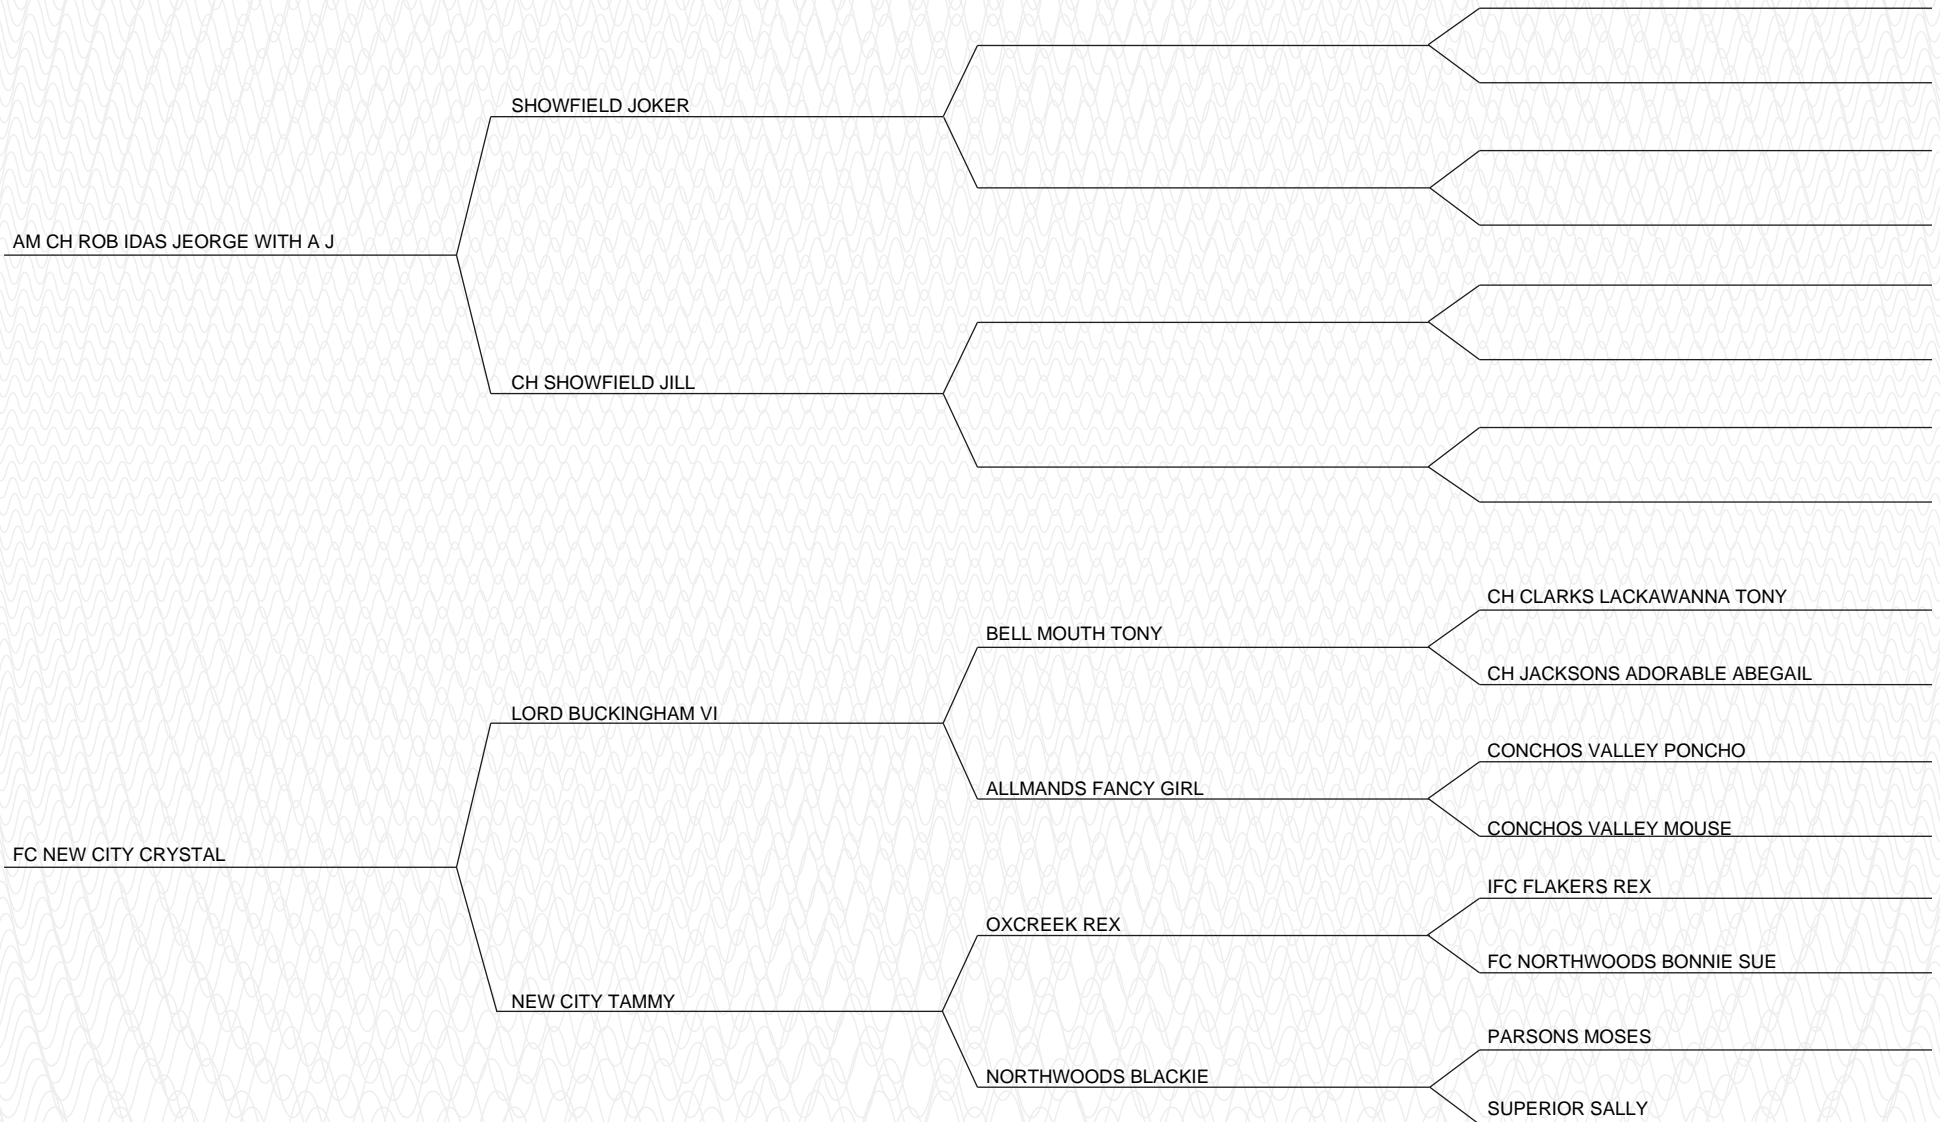 SHOWFIELD JOKER
AM CH ROB IDAS JEORGE WITH A J
CH SHOWFIELD JILL
CH CLARKS LACKAWANNA TONY
BELL MOUTH TONY
CH JACKSONS ADORABLE ABEGAIL
LORD BUCKINGHAM VI
CONCHOS VALLEY PONCHO
ALLMANDS FANCY GIRL
CONCHOS VALLEY MOUSE
FC NEW CITY CRYSTAL
IFC FLAKERS REX
OXCREEK REX
FC NORTHWOODS BONNIE SUE
NEW CITY TAMMY
PARSONS MOSES
NORTHWOODS BLACKIE
SUPERIOR SALLY